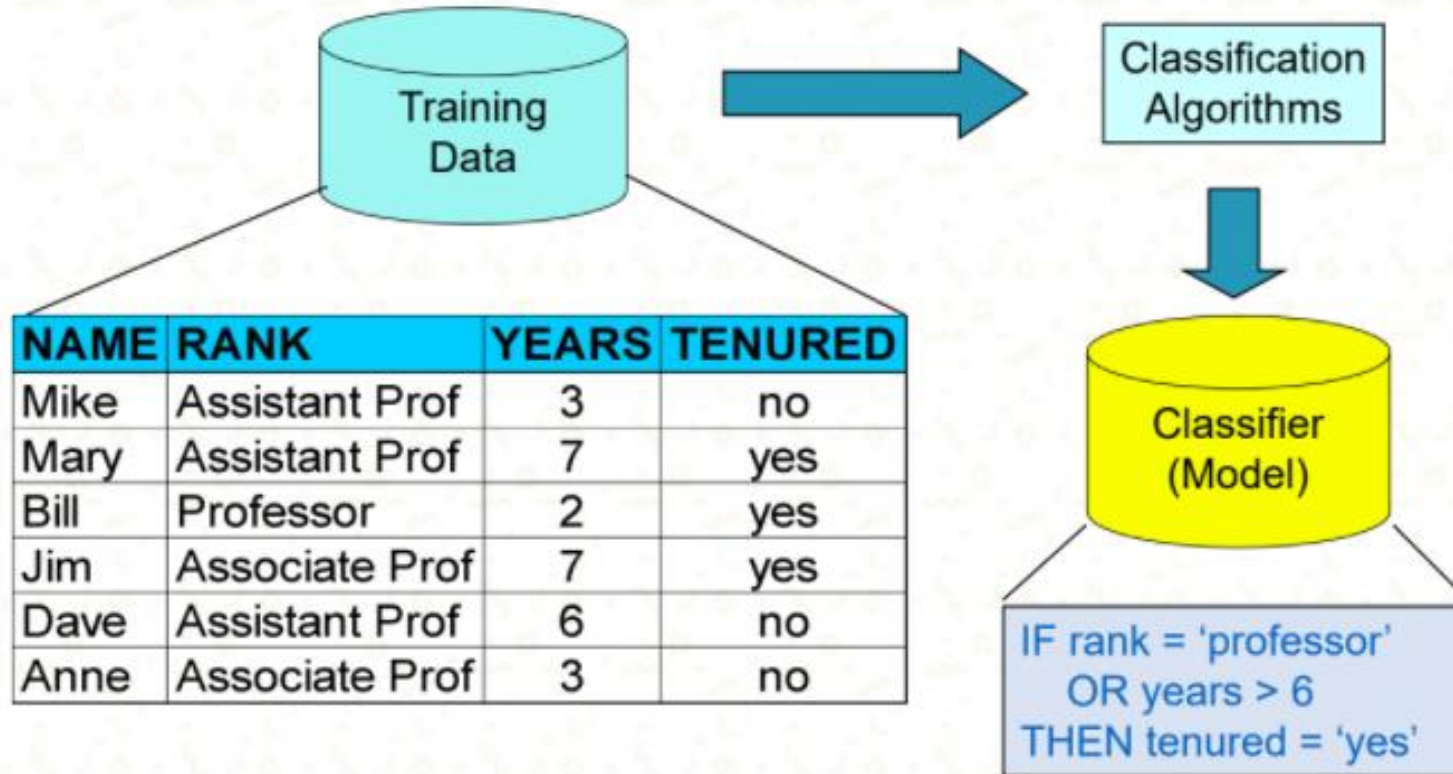 Training
Data
Classification
Algorithms
NAME RANK YEARS TENURED
Mike Assistant Prof 3 no
Mary Assistant Prof 7 yes
Bill Professor 2 yes
Jim Associate Prof 7 yes
Dave Assistant Prof 6 no
Anne Associate Prof 3 no
Classifier
(Model)
IF rank = ‘professor’
OR years > 6
THEN tenured = ‘yes’